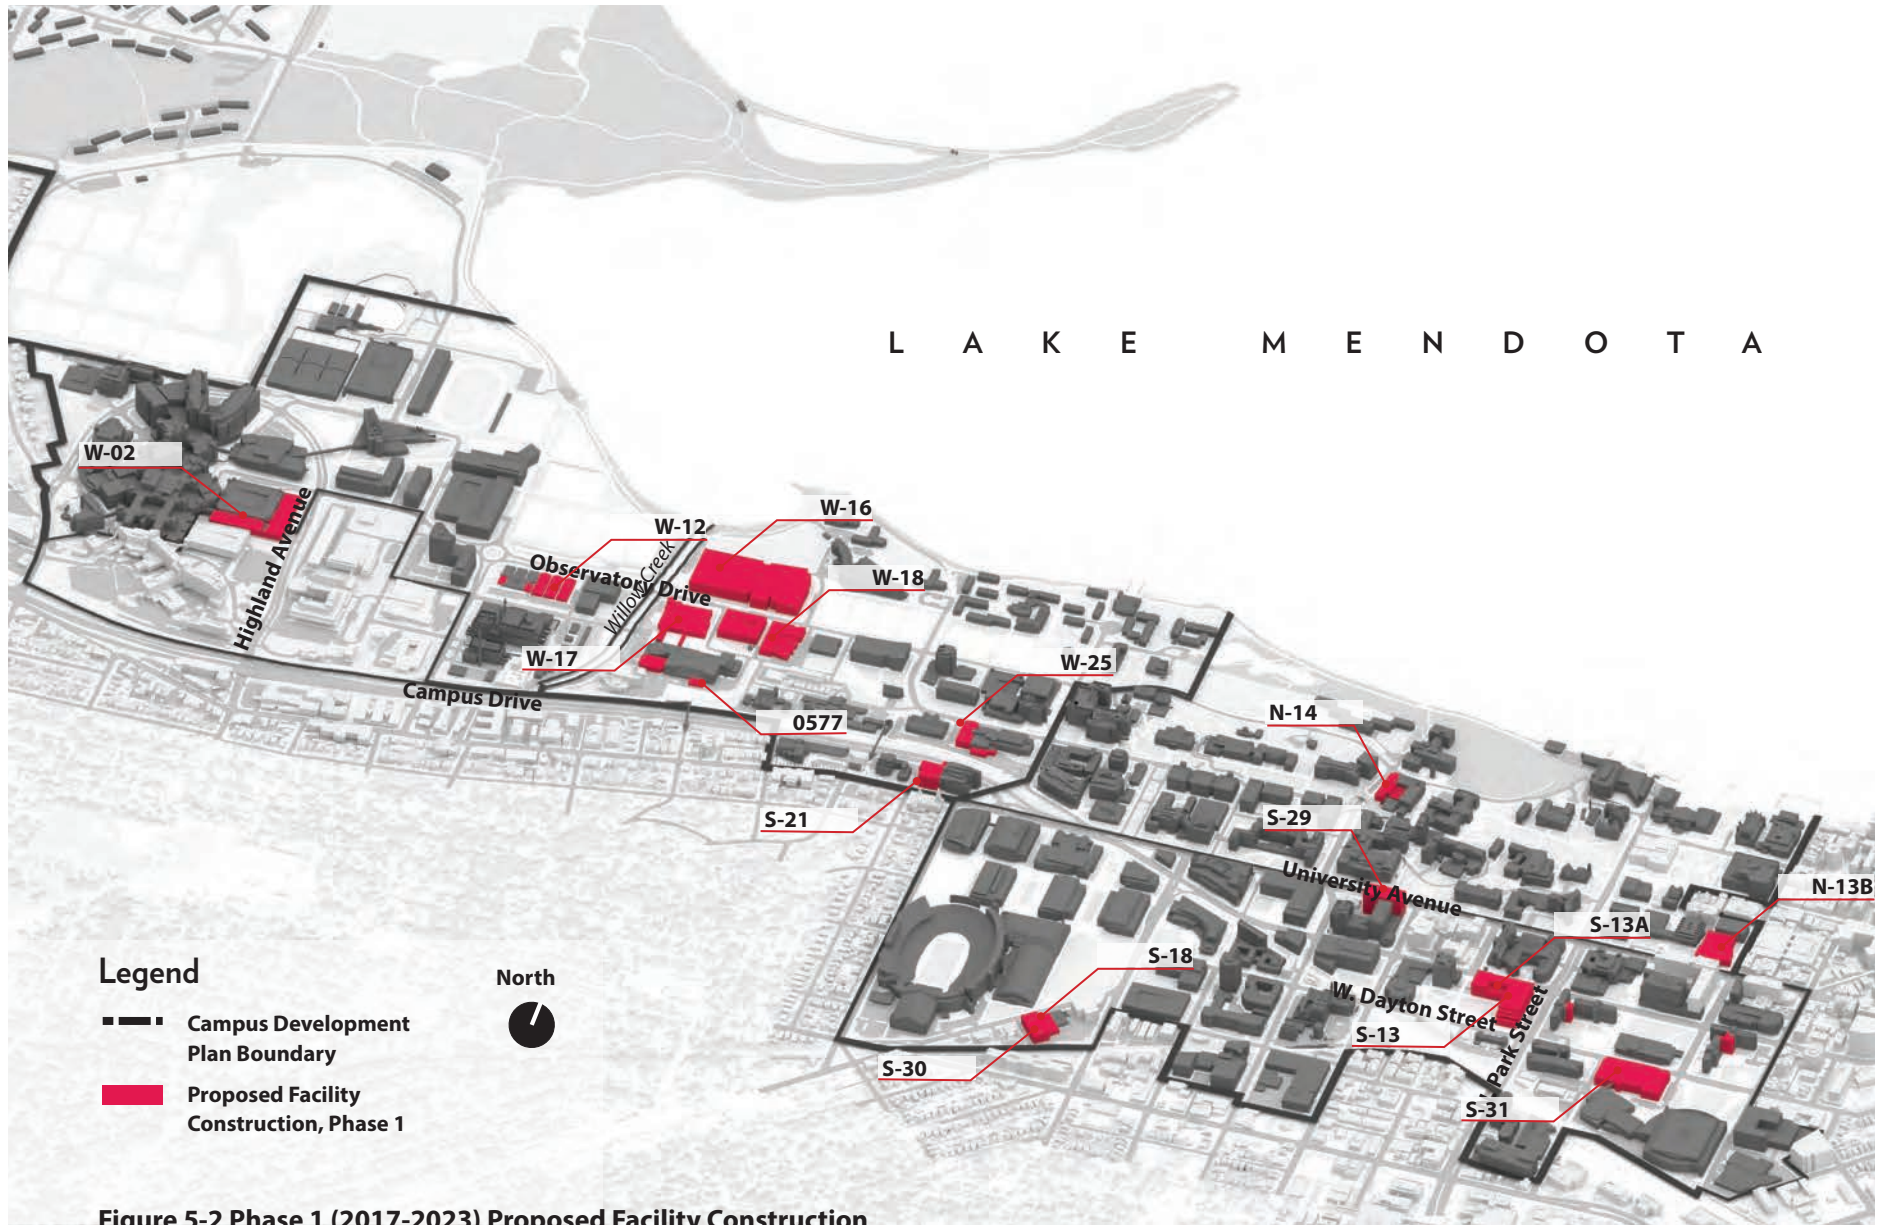 LAKE MENDOTA
W-02
W-16
W-12
Willow Creek
Observatory Drive
W-18
Highland Avenue
W-17
W-25
Campus Drive
0577
N-14
S-21
S-29
University Avenue
N-13B
S-13A
S-18
W. Dayton Street
S-13
Park Street
S-30
S-31
Legend
North
Campus Development
Plan Boundary
Proposed Facility
Construction, Phase 1
Figure 5-2 Phase 1 (2017-2023) Proposed Facility Construction